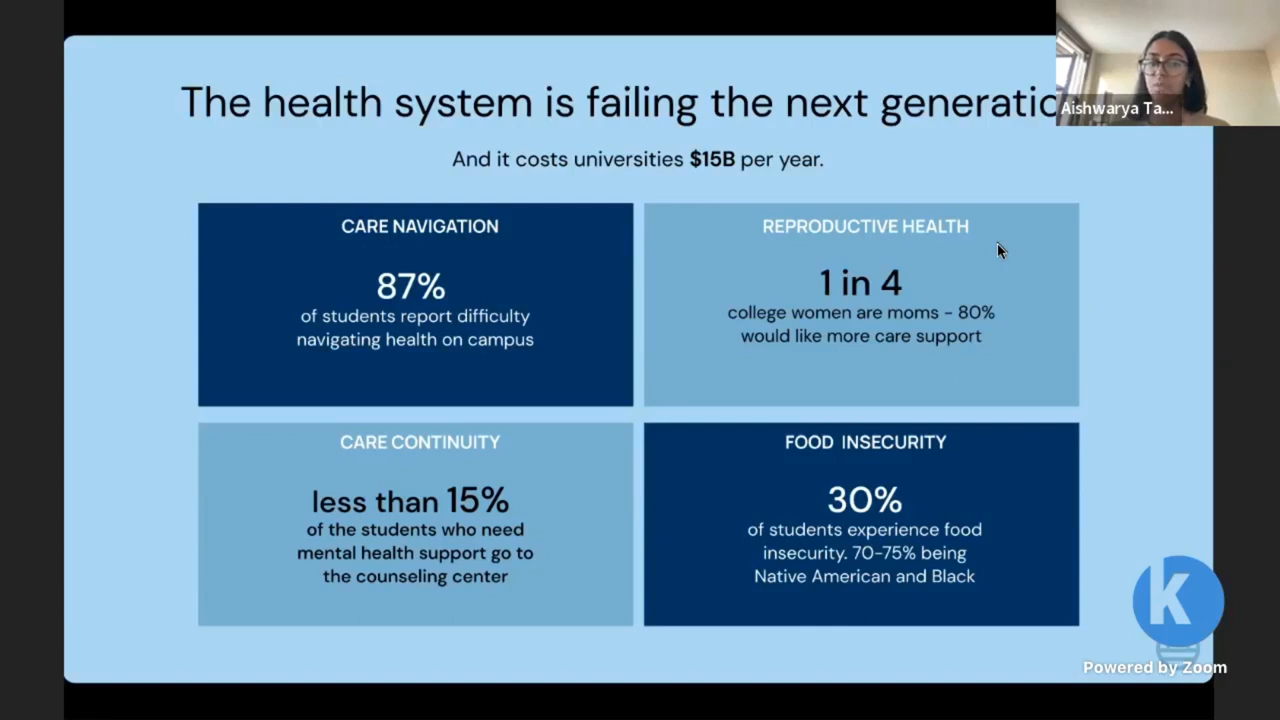 The health system is failing the next generatio
And it costs universities $15B per year.
Aishwarya Ta...
CARE NAVIGATION
87%
of students report difficulty
navigating health on campus
REPRODUCTIVE HEALTH
1 in 4
college women are moms - 80%
would like more care support
CARE CONTINUITY
less than 15%
of the students who need
mental health support go to
the counseling center
FOOD INSECURITY
30%
of students experience food
insecurity. 70-75% being
Native American and Black
K
Powered by Zoom